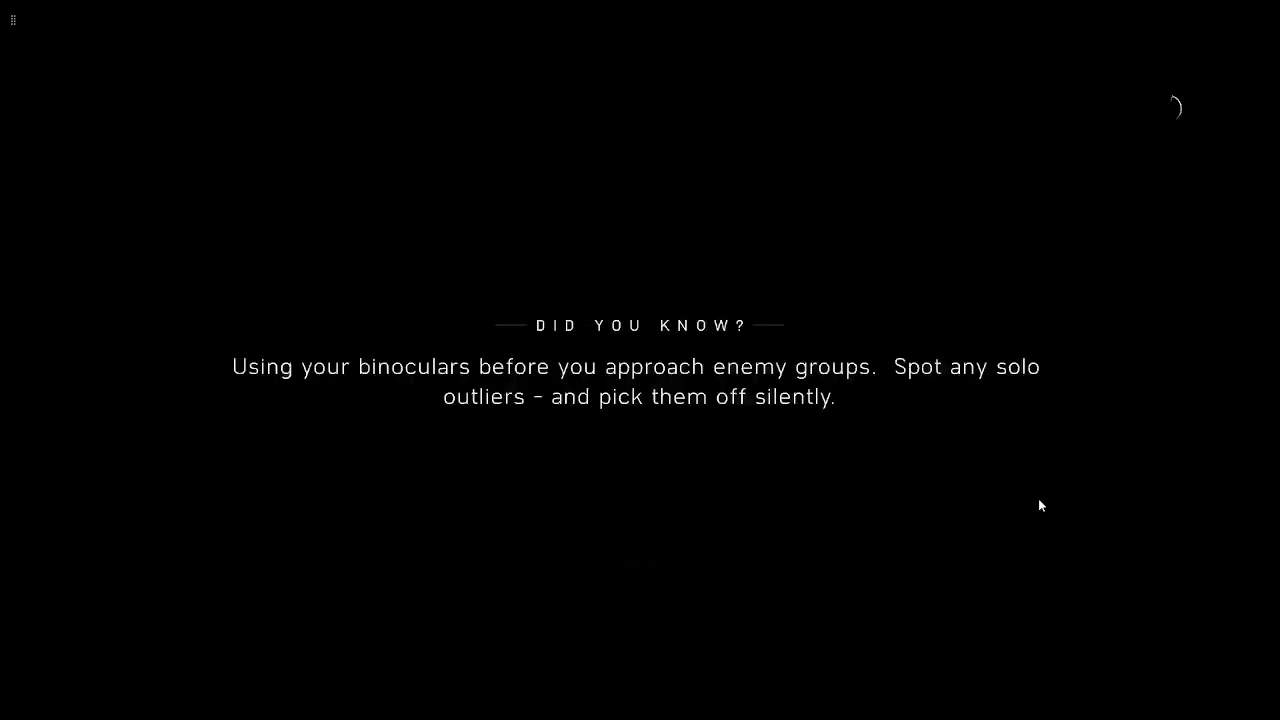 DID YOU KNOW?
Using your binoculars before you approach enemy groups.  Spot any solo
outliers - and pick them off silently.